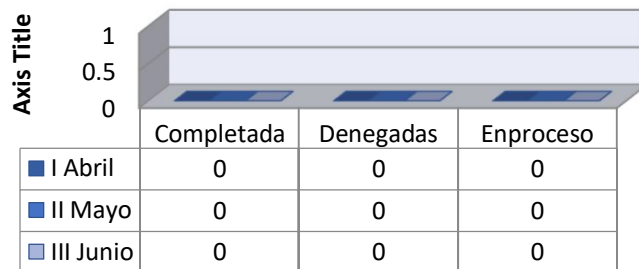 Axis Title
1
0.5
0
Completada Denegadas Enproceso
I Abril 0 0 0
II Mayo 0 0 0
III Junio 0 0 0